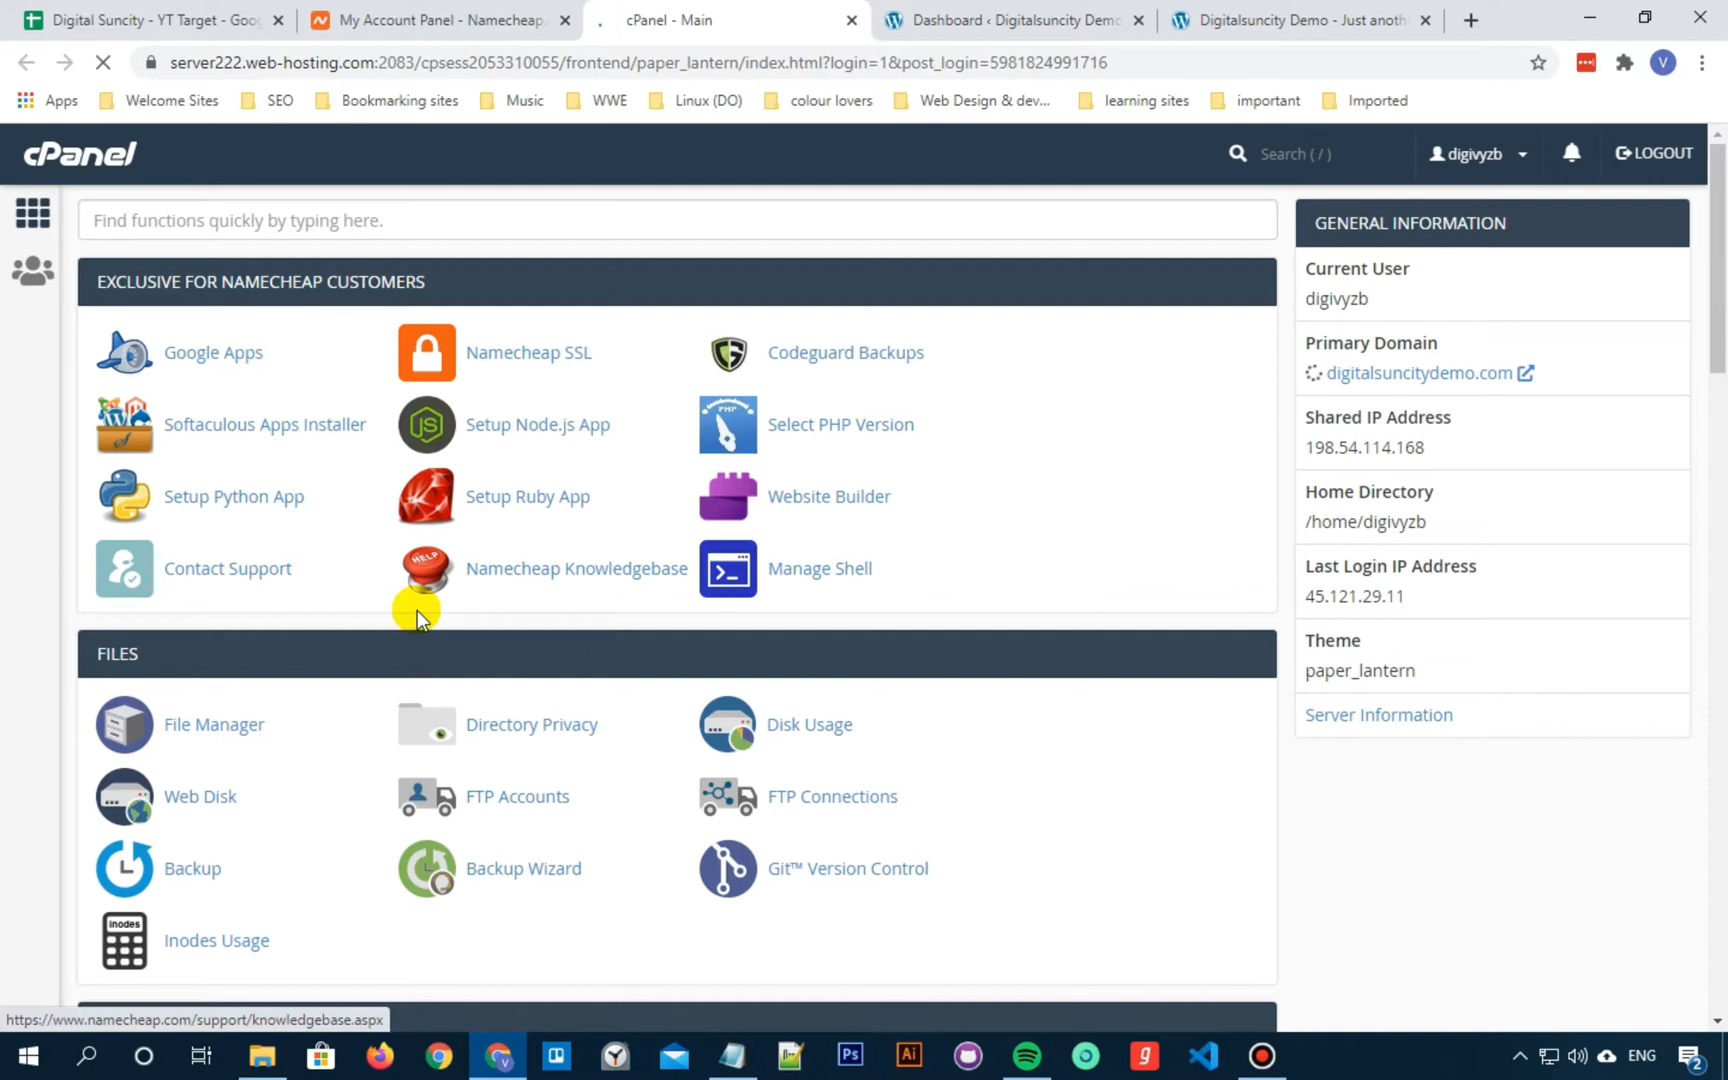 Digital Suncity - YT Target - Goo
My Account Panel - Namecheap.
cPanel - Main
Dashboard ‹ Digitalsuncity Demo
Digitalsuncity Demo - Just anoth
server222.web-hosting.com:2083/cpsess2053310055/frontend/paper_lantern/index.html?login=1&post_login=5981824991716
V
Apps
Welcome Sites
SEO
Bookmarking sites
Music
WWE
Linux (DO)
colour lovers
Web Design & dev...
learning sites
important
Imported
cPanel
Search ( / )
digivyzb
LOGOUT
Find functions quickly by typing here.
EXCLUSIVE FOR NAMECHEAP CUSTOMERS
Google Apps
Namecheap SSL
Codeguard Backups
Softaculous Apps Installer
Setup Node.js App
PHP
Select PHP Version
Setup Python App
Setup Ruby App
Website Builder
Contact Support
HELP
Namecheap Knowledgebase
Manage Shell
FILES
File Manager
Directory Privacy
Disk Usage
Web Disk
FTP Accounts
FTP Connections
Backup
Backup Wizard
Git™ Version Control
inodes
Inodes Usage
GENERAL INFORMATION
Current User
digivyzb
Primary Domain
digitalsuncitydemo.com
Shared IP Address
198.54.114.168
Home Directory
/home/digivyzb
Last Login IP Address
45.121.29.11
Theme
paper_lantern
Server Information
https://www.namecheap.com/support/knowledgebase.aspx
Ps
Ai
g
ENG
2